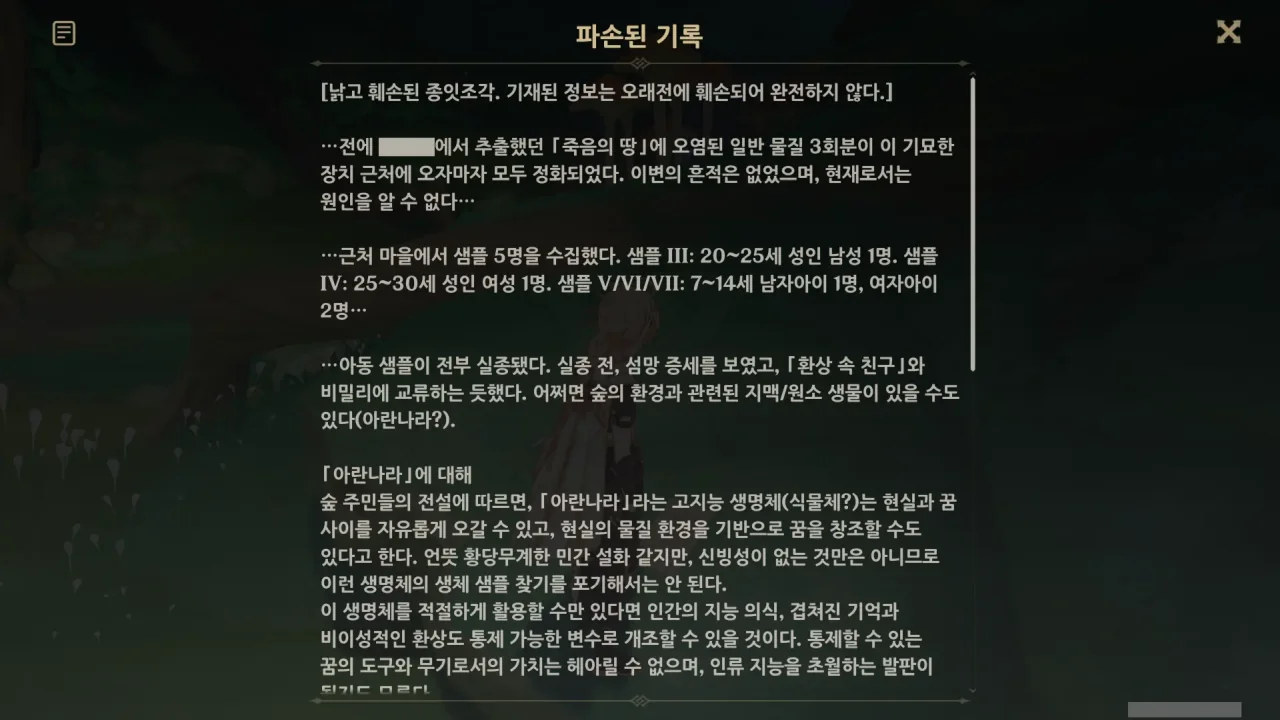 파손된 기록
[낡고 훼손된 종잇조각. 기재된 정보는 오래전에 훼손되어 완전하지 않다.]
…전에 에서 추출했던 「죽음의 땅」에 오염된 일반 물질 3회분이 이 기묘한
장치 근처에 오자마자 모두 정화되었다. 이변의 흔적은 없었으며, 현재로서는
원인을 알 수 없다…
…근처 마을에서 샘플 5명을 수집했다. 샘플 III: 20~25세 성인 남성 1명. 샘플
IV: 25~30세 성인 여성 1명. 샘플 V/VI/VII: 7~14세 남자아이 1명, 여자아이
2명…
…아동 샘플이 전부 실종됐다. 실종 전, 섬망 증세를 보였고, 「환상 속 친구」와
비밀리에 교류하는 듯했다. 어쩌면 숲의 환경과 관련된 지맥/원소 생물이 있을 수도
있다(아란나라?).
「아란나라」에 대해
숲 주민들의 전설에 따르면, 「아란나라」라는 고지능 생명체(식물체?)는 현실과 꿈
사이를 자유롭게 오갈 수 있고, 현실의 물질 환경을 기반으로 꿈을 창조할 수도
있다고 한다. 언뜻 황당무계한 민간 설화 같지만, 신빙성이 없는 것만은 아니므로
이런 생명체의 생체 샘플 찾기를 포기해서는 안 된다.
이 생명체를 적절하게 활용할 수만 있다면 인간의 지능 의식, 겹쳐진 기억과
비이성적인 환상도 통제 가능한 변수로 개조할 수 있을 것이다. 통제할 수 있는
꿈의 도구와 무기로서의 가치는 헤아릴 수 없으며, 인류 지능을 초월하는 발판이
될지도 모른다